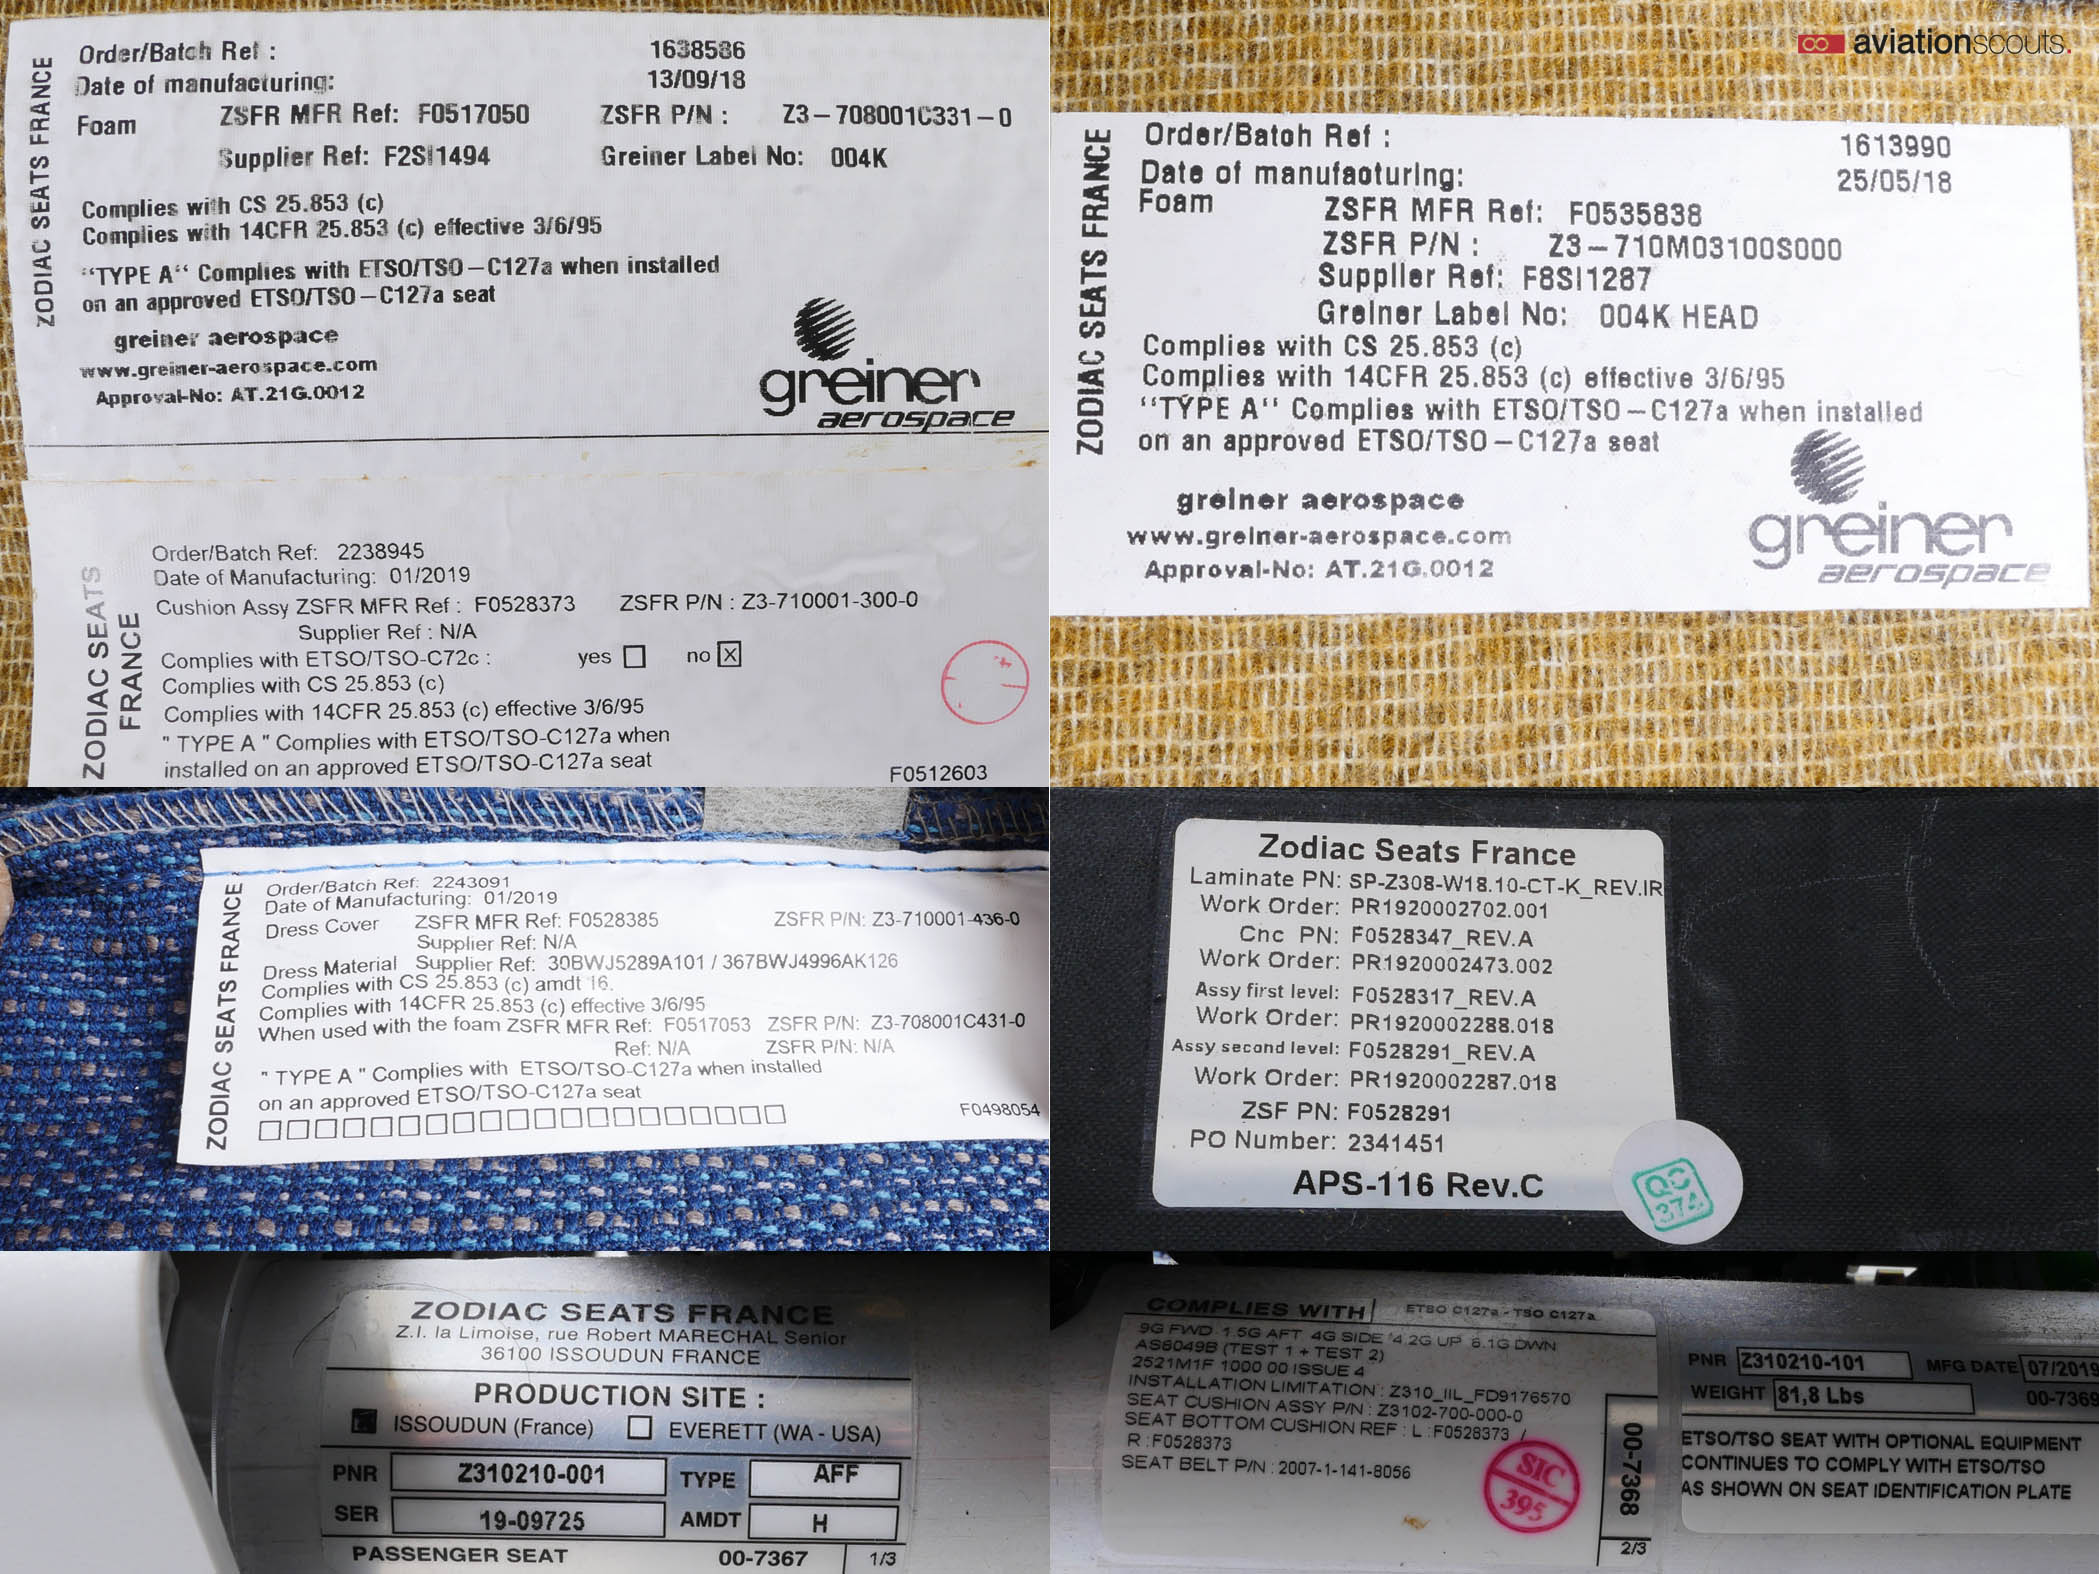 ZODIAC SEATS FRANCE
Order/Batch Ref : 1638586
Date of manufacturing: 13/09/18
Foam ZSFR MFR Ref: F0517050 ZSFR P/N : Z3-708001C331-0
Supplier Ref: F2SI1494 Greiner Label No: 004K
Complies with CS 25.853 (c)
Complies with 14CFR 25.853 (c) effective 3/6/95
"TYPE A" Complies with ETSO/TSO-C127a when installed
on an approved ETSO/TSO-C127a seat
greiner aerospace
www.greiner-aerospace.com
Approval-No: AT.21G.0012
greiner
aerospace
ZODIAC SEATS
FRANCE
Order/Batch Ref: 2238945
Date of Manufacturing: 01/2019
Cushion Assy ZSFR MFR Ref : F0528373 ZSFR P/N : Z3-710001-300-0
Supplier Ref : N/A
Complies with ETSO/TSO-C72c : yes no X
Complies with CS 25.853 (c)
Complies with 14CFR 25.853 (c) effective 3/6/95
" TYPE A " Complies with ETSO/TSO-C127a when
installed on an approved ETSO/TSO-C127a seat
F0512603
aviationscouts.
ZODIAC SEATS FRANCE
Order/Batch Ref : 1613990
Date of manufacturing: 25/05/18
Foam ZSFR MFR Ref: F0535838
ZSFR P/N : Z3-710M03100S000
Supplier Ref: F8SI1287
Greiner Label No: 004K HEAD
Complies with CS 25.853 (c)
Complies with 14CFR 25.853 (c) effective 3/6/95
"TYPE A" Complies with ETSO/TSO-C127a when installed
on an approved ETSO/TSO-C127a seat
greiner aerospace
www.greiner-aerospace.com
Approval-No: AT.21G.0012
greiner
aerospace
ZODIAC SEATS FRANCE
Order/Batch Ref: 2243091
Date of Manufacturing: 01/2019
Dress Cover ZSFR MFR Ref: F0528385 ZSFR P/N: Z3-710001-436-0
Supplier Ref: N/A
Dress Material Supplier Ref: 30BWJ5289A101 / 367BWJ4996AK126
Complies with CS 25.853 (c) amdt 16.
Complies with 14CFR 25.853 (c) effective 3/6/95
When used with the foam ZSFR MFR Ref: F0517053 ZSFR P/N: Z3-708001C431-0
Ref: N/A ZSFR P/N: N/A
" TYPE A " Complies with ETSO/TSO-C127a when installed
on an approved ETSO/TSO-C127a seat
F0498054
Zodiac Seats France
Laminate PN: SP-Z308-W18.10-CT-K_REV.IR
Work Order: PR1920002702.001
Chc PN: F0528347_REV.A
Work Order: PR1920002473.002
Assy first level: F0528317_REV.A
Work Order: PR1920002288.018
Assy second level: F0528291_REV.A
Work Order: PR1920002287.018
ZSF PN: F0528291
PO Number: 2341451
APS-116 Rev.C
QC
374
ZODIAC SEATS FRANCE
Z.I. la Limoise, rue Robert MARECHAL Senior
36100 ISSOUDUN FRANCE
PRODUCTION SITE :
ISSOUDUN (France) EVERETT (WA - USA)
PNR Z310210-001 TYPE AFF
SER 19-09725 AMDT H
PASSENGER SEAT 00-7367 1/3
COMPLIES WITH ETSO C127a - TSO C127a
9G FWD 1.5G AFT 4G SIDE 4.2G UP 6.1G DWN
AS8049B (TEST 1 + TEST 2)
2521M1F 1000 00 ISSUE 4
INSTALLATION LIMITATION : Z310_IIL_FD9176570
SEAT CUSHION ASSY P/N : Z3102-700-000-0
SEAT BOTTOM CUSHION REF : L :F0528373 /
R :F0528373
SEAT BELT P/N : 2007-1-141-8056
SIC
395
00-7368
2/3
PNR Z310210-101 MFG DATE 07/2019
WEIGHT 81,8 Lbs 00-7369
ETSO/TSO SEAT WITH OPTIONAL EQUIPMENT
CONTINUES TO COMPLY WITH ETSO/TSO
AS SHOWN ON SEAT IDENTIFICATION PLATE